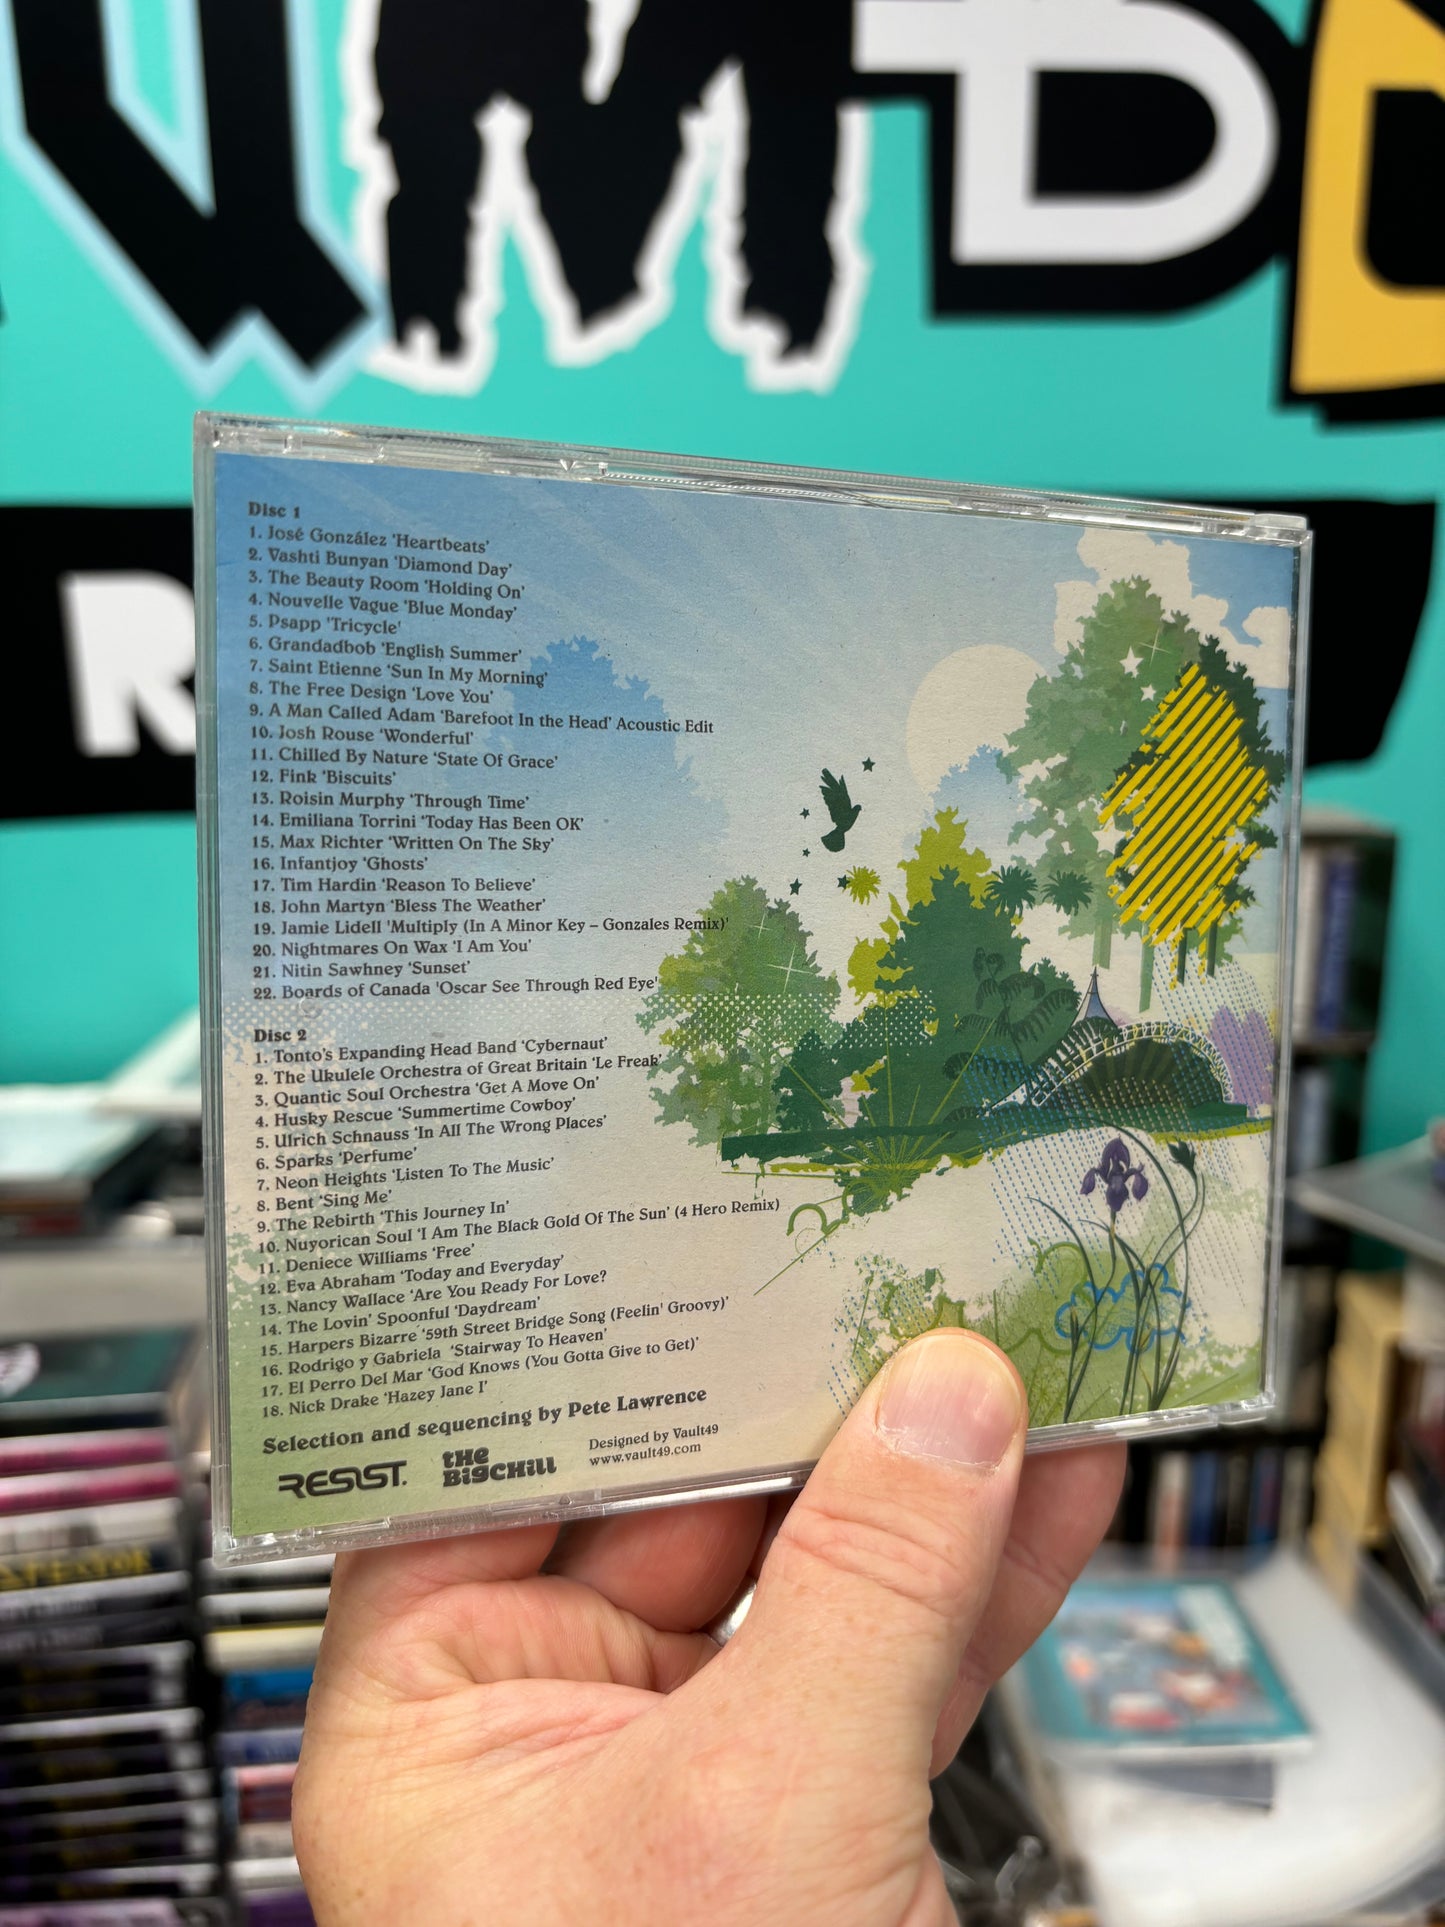 Disc 1
1. José González 'Heartbeats'
2. Vashti Bunyan 'Diamond Day'
3. The Beauty Room 'Holding On'
4. Nouvelle Vague 'Blue Monday'
5. Psapp 'Tricycle'
6. Grandadbob 'English Summer'
7. Saint Etienne 'Sun In My Morning'
8. The Free Design 'Love You'
9. A Man Called Adam 'Barefoot In the Head' Acoustic Edit
10. Josh Rouse 'Wonderful'
11. Chilled By Nature 'State Of Grace'
12. Fink 'Biscuits'
13. Roisin Murphy 'Through Time'
14. Emiliana Torrini 'Today Has Been OK'
15. Max Richter 'Written On The Sky'
16. Infantjoy 'Ghosts'
17. Tim Hardin 'Reason To Believe'
18. John Martyn 'Bless The Weather'
19. Jamie Lidell 'Multiply (In A Minor Key – Gonzales Remix)'
20. Nightmares On Wax 'I Am You'
21. Nitin Sawhney 'Sunset'
22. Boards of Canada 'Oscar See Through Red Eye'
Disc 2
1. Tonto's Expanding Head Band 'Cybernaut'
2. The Ukulele Orchestra of Great Britain 'Le Freak'
3. Quantic Soul Orchestra 'Get A Move On'
4. Husky Rescue 'Summertime Cowboy'
5. Ulrich Schnauss 'In All The Wrong Places'
6. Sparks 'Perfume'
7. Neon Heights 'Listen To The Music'
8. Bent 'Sing Me'
9. The Rebirth 'This Journey In'
10. Nuyorican Soul 'I Am The Black Gold Of The Sun' (4 Hero Remix)
11. Deniece Williams 'Free'
12. Eva Abraham 'Today and Everyday'
13. Nancy Wallace 'Are You Ready For Love?
14. The Lovin' Spoonful 'Daydream'
15. Harpers Bizarre '59th Street Bridge Song (Feelin' Groovy)'
16. Rodrigo y Gabriela 'Stairway To Heaven'
17. El Perro Del Mar 'God Knows (You Gotta Give to Get)'
18. Nick Drake 'Hazey Jane I'
Selection and sequencing by Pete Lawrence
RESIST.
tHe BigCHill
Designed by Vault49
www.vault49.com